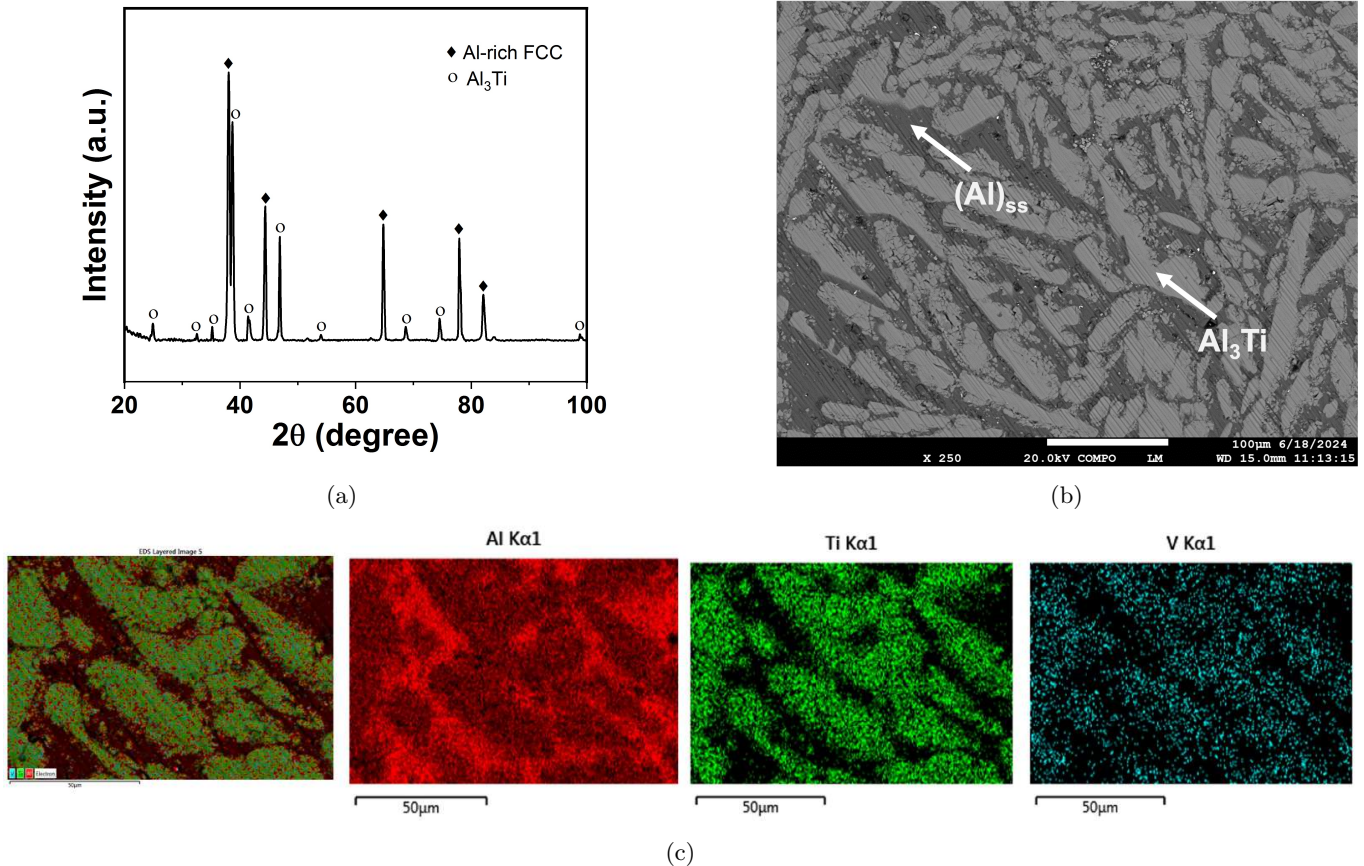 Intensity (a.u.)
♦ Al-rich FCC
○ Al₃Ti
20 40 60 80 100
2θ (degree)
(a)
(Al)ss
Al₃Ti
100µm 6/18/2024
X 250 20.0kV COMPO LM WD 15.0mm 11:13:15
(b)
EDS Layered Image 5
Al Kα1
Ti Kα1
V Kα1
Electron
50µm
50µm
50µm
50µm
(c)